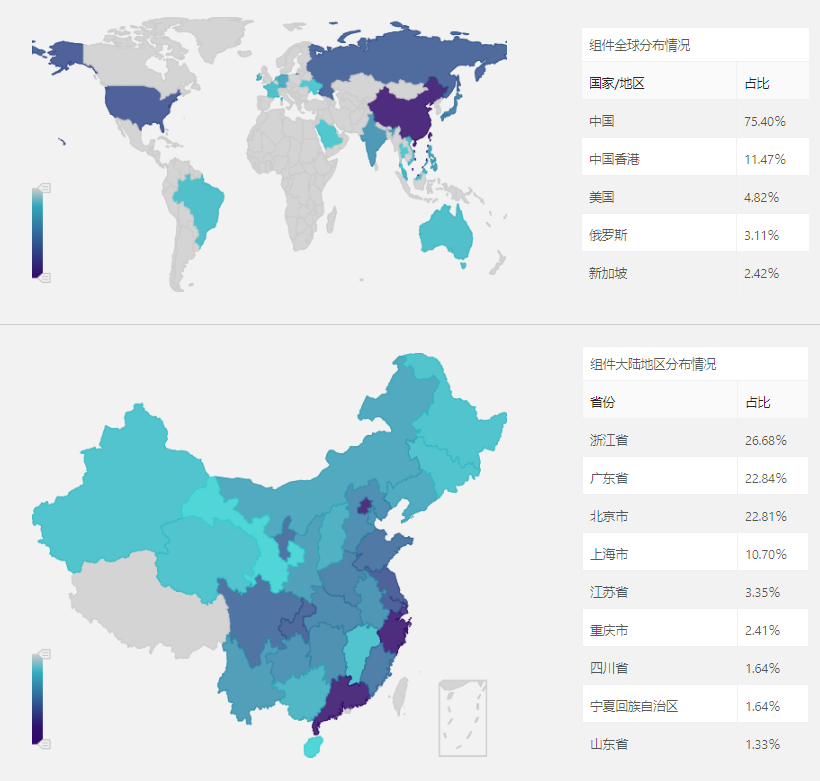 组件全球分布情况
国家/地区 占比
中国 75.40%
中国香港 11.47%
美国 4.82%
俄罗斯 3.11%
新加坡 2.42%
组件大陆地区分布情况
省份 占比
浙江省 26.68%
广东省 22.84%
北京市 22.81%
上海市 10.70%
江苏省 3.35%
重庆市 2.41%
四川省 1.64%
宁夏回族自治区 1.64%
山东省 1.33%